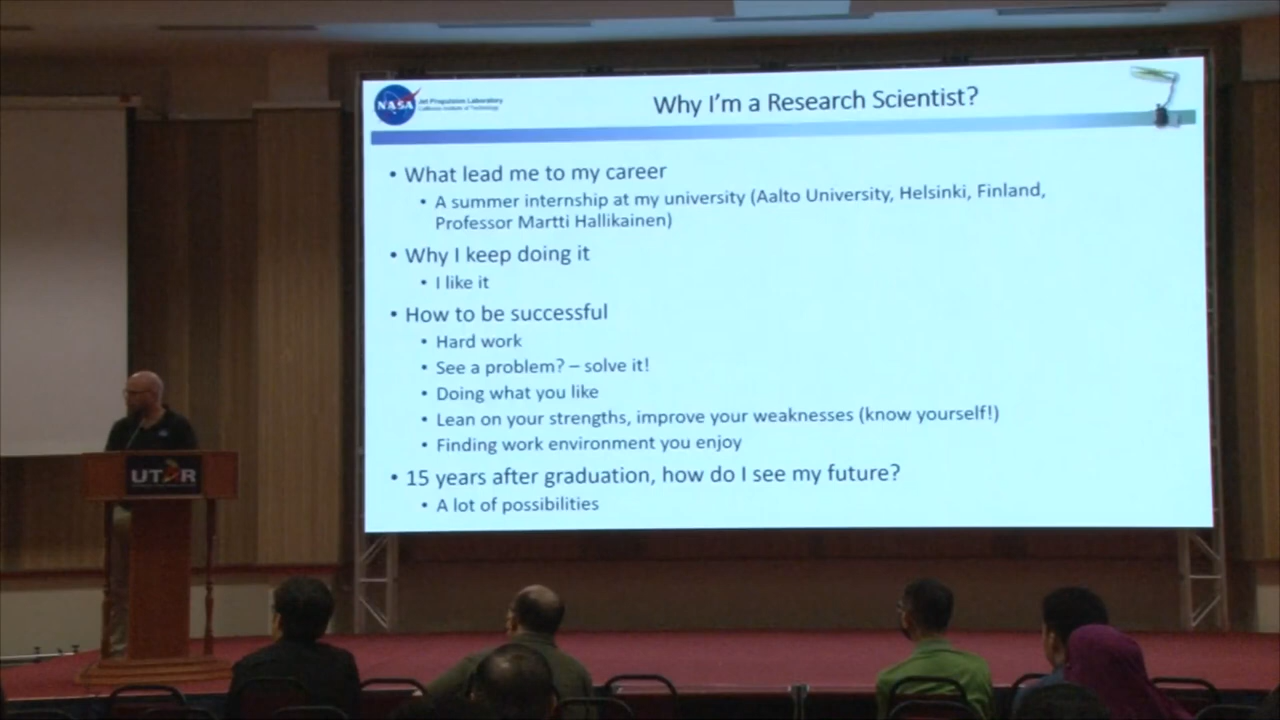 NASA
Jet Propulsion Laboratory
California Institute of Technology
Why I'm a Research Scientist?
• What lead me to my career
• A summer internship at my university (Aalto University, Helsinki, Finland,
Professor Martti Hallikainen)
• Why I keep doing it
• I like it
• How to be successful
• Hard work
• See a problem? – solve it!
• Doing what you like
• Lean on your strengths, improve your weaknesses (know yourself!)
• Finding work environment you enjoy
• 15 years after graduation, how do I see my future?
• A lot of possibilities
UTAR